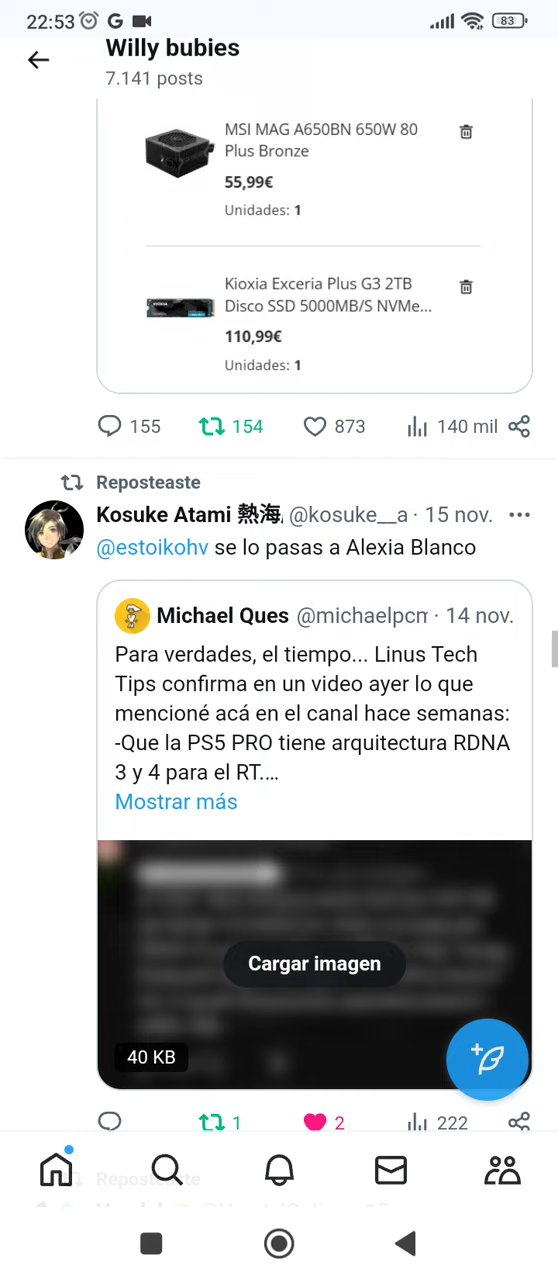 22:53 G 83
Willy bubies
7.141 posts
MSI MAG A650BN 650W 80
Plus Bronze
55,99€
Unidades: 1
Kioxia Exceria Plus G3 2TB
Disco SSD 5000MB/S NVMe...
110,99€
Unidades: 1
155 154 873 140 mil
Reposteaste
Kosuke Atami 熱海 @kosuke__a · 15 nov.
@estoikohv se lo pasas a Alexia Blanco
Michael Ques @michaelpcm · 14 nov.
Para verdades, el tiempo... Linus Tech
Tips confirma en un video ayer lo que
mencioné acá en el canal hace semanas:
-Que la PS5 PRO tiene arquitectura RDNA
3 y 4 para el RT.…
Mostrar más
Cargar imagen
40 KB
1 2 222
Reposteaste